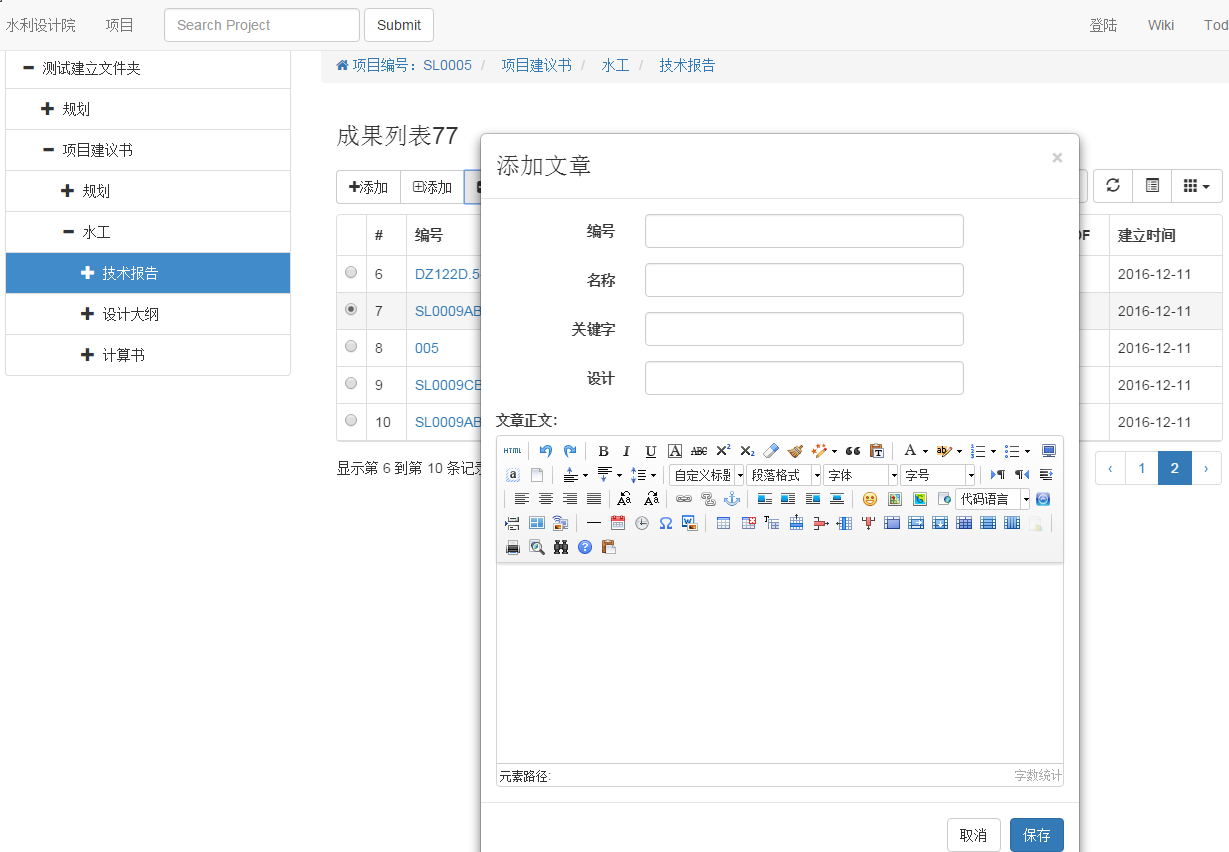 水利设计院 项目 Search Project Submit 登陆 Wiki Tod
测试建立文件夹
规划
项目建议书
规划
水工
技术报告
设计大纲
计算书
项目编号：SL0005 / 项目建议书 / 水工 / 技术报告
成果列表77
添加 添加
# 编号 建立时间
6 DZ122D.5 2016-12-11
7 SL0009AB 2016-12-11
8 005 2016-12-11
9 SL0009CB 2016-12-11
10 SL0009AB 2016-12-11
显示第 6 到第 10 条记录
‹ 1 2 ›
添加文章 ×
编号
名称
关键字
设计
文章正文：
HTML B I U A ABC X² X₂ A ab
a 自定义标题 段落格式 字体 字号
代码语言
元素路径: 字数统计
取消 保存